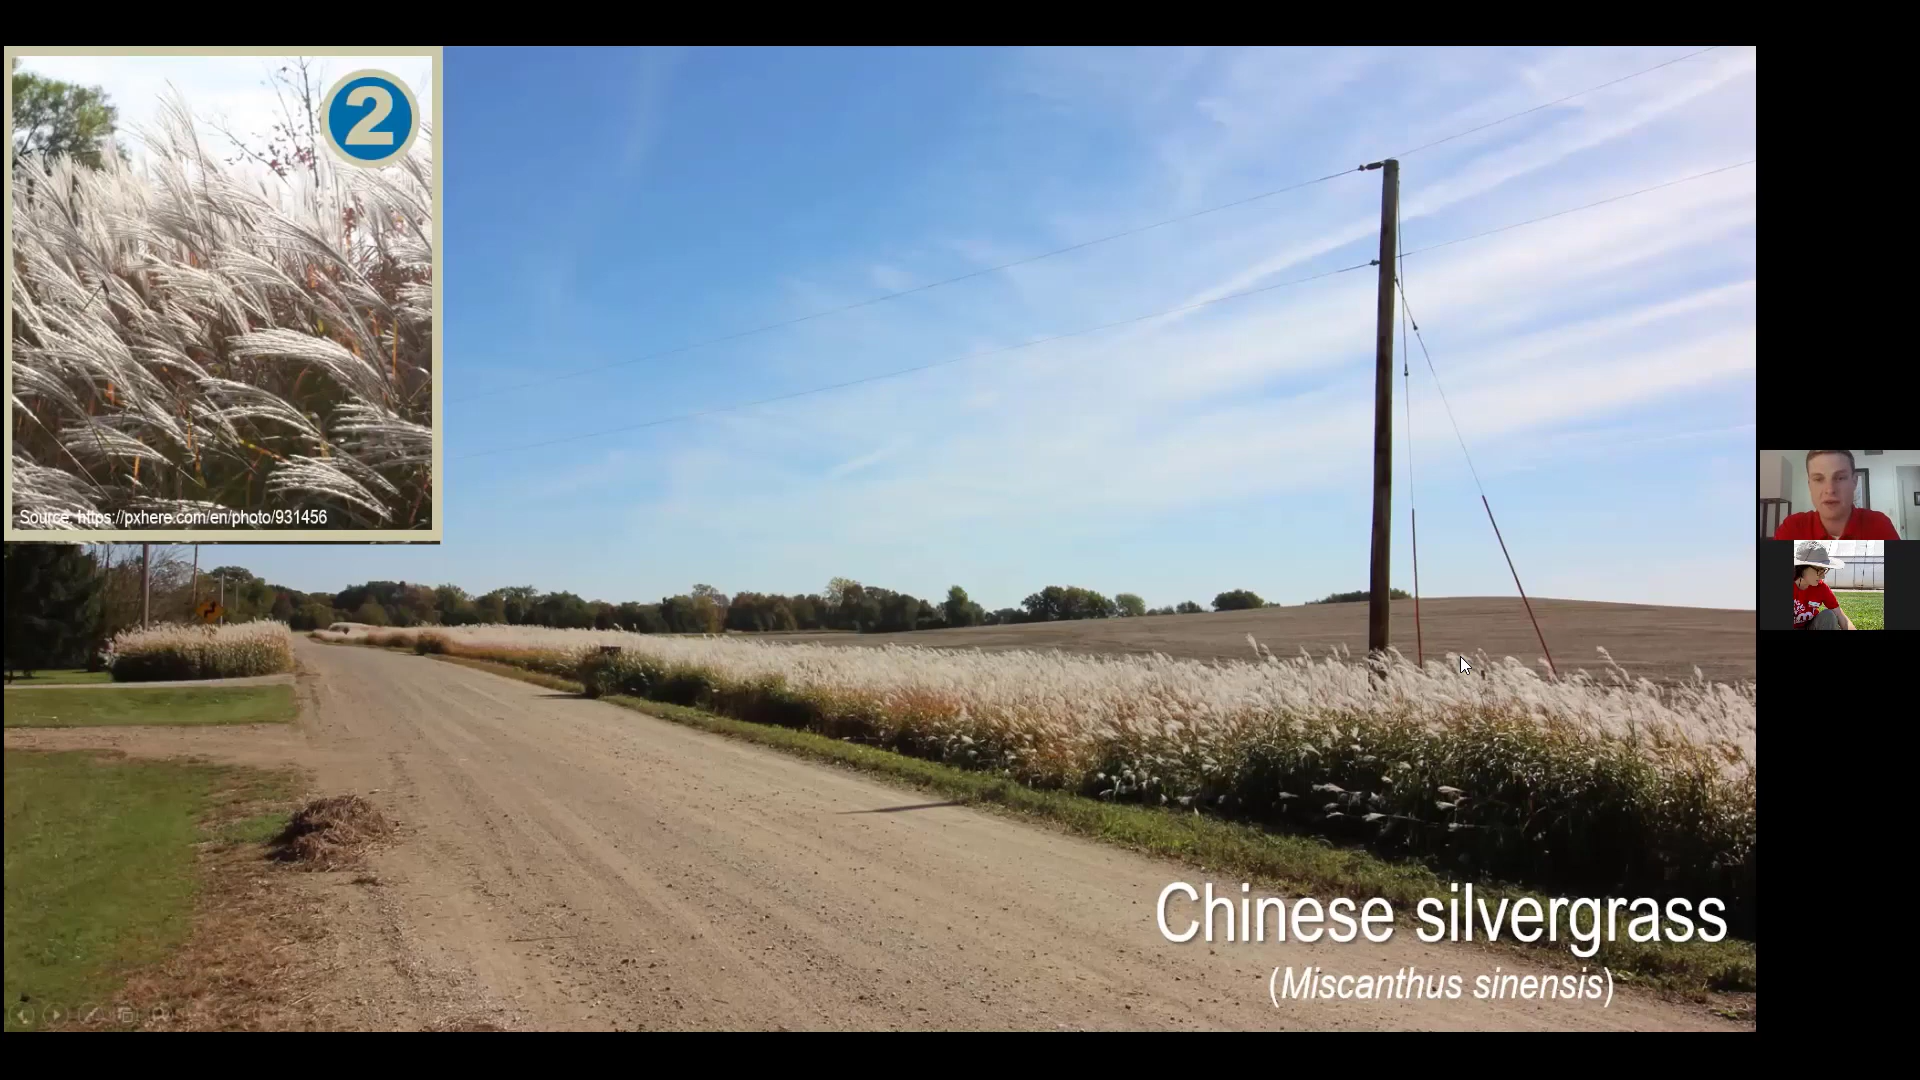 2
Source: https://pxhere.com/en/photo/931456
Chinese silvergrass
(Miscanthus sinensis)